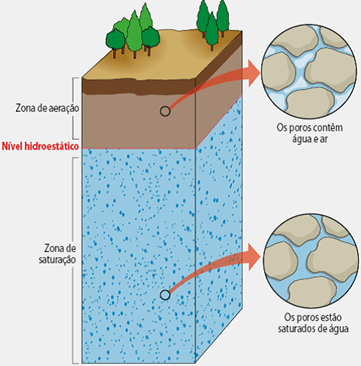 Zona de aeração
Os poros contêm
água e ar
Nível hidroestático
Zona de
saturação
Os poros estão
saturados de água